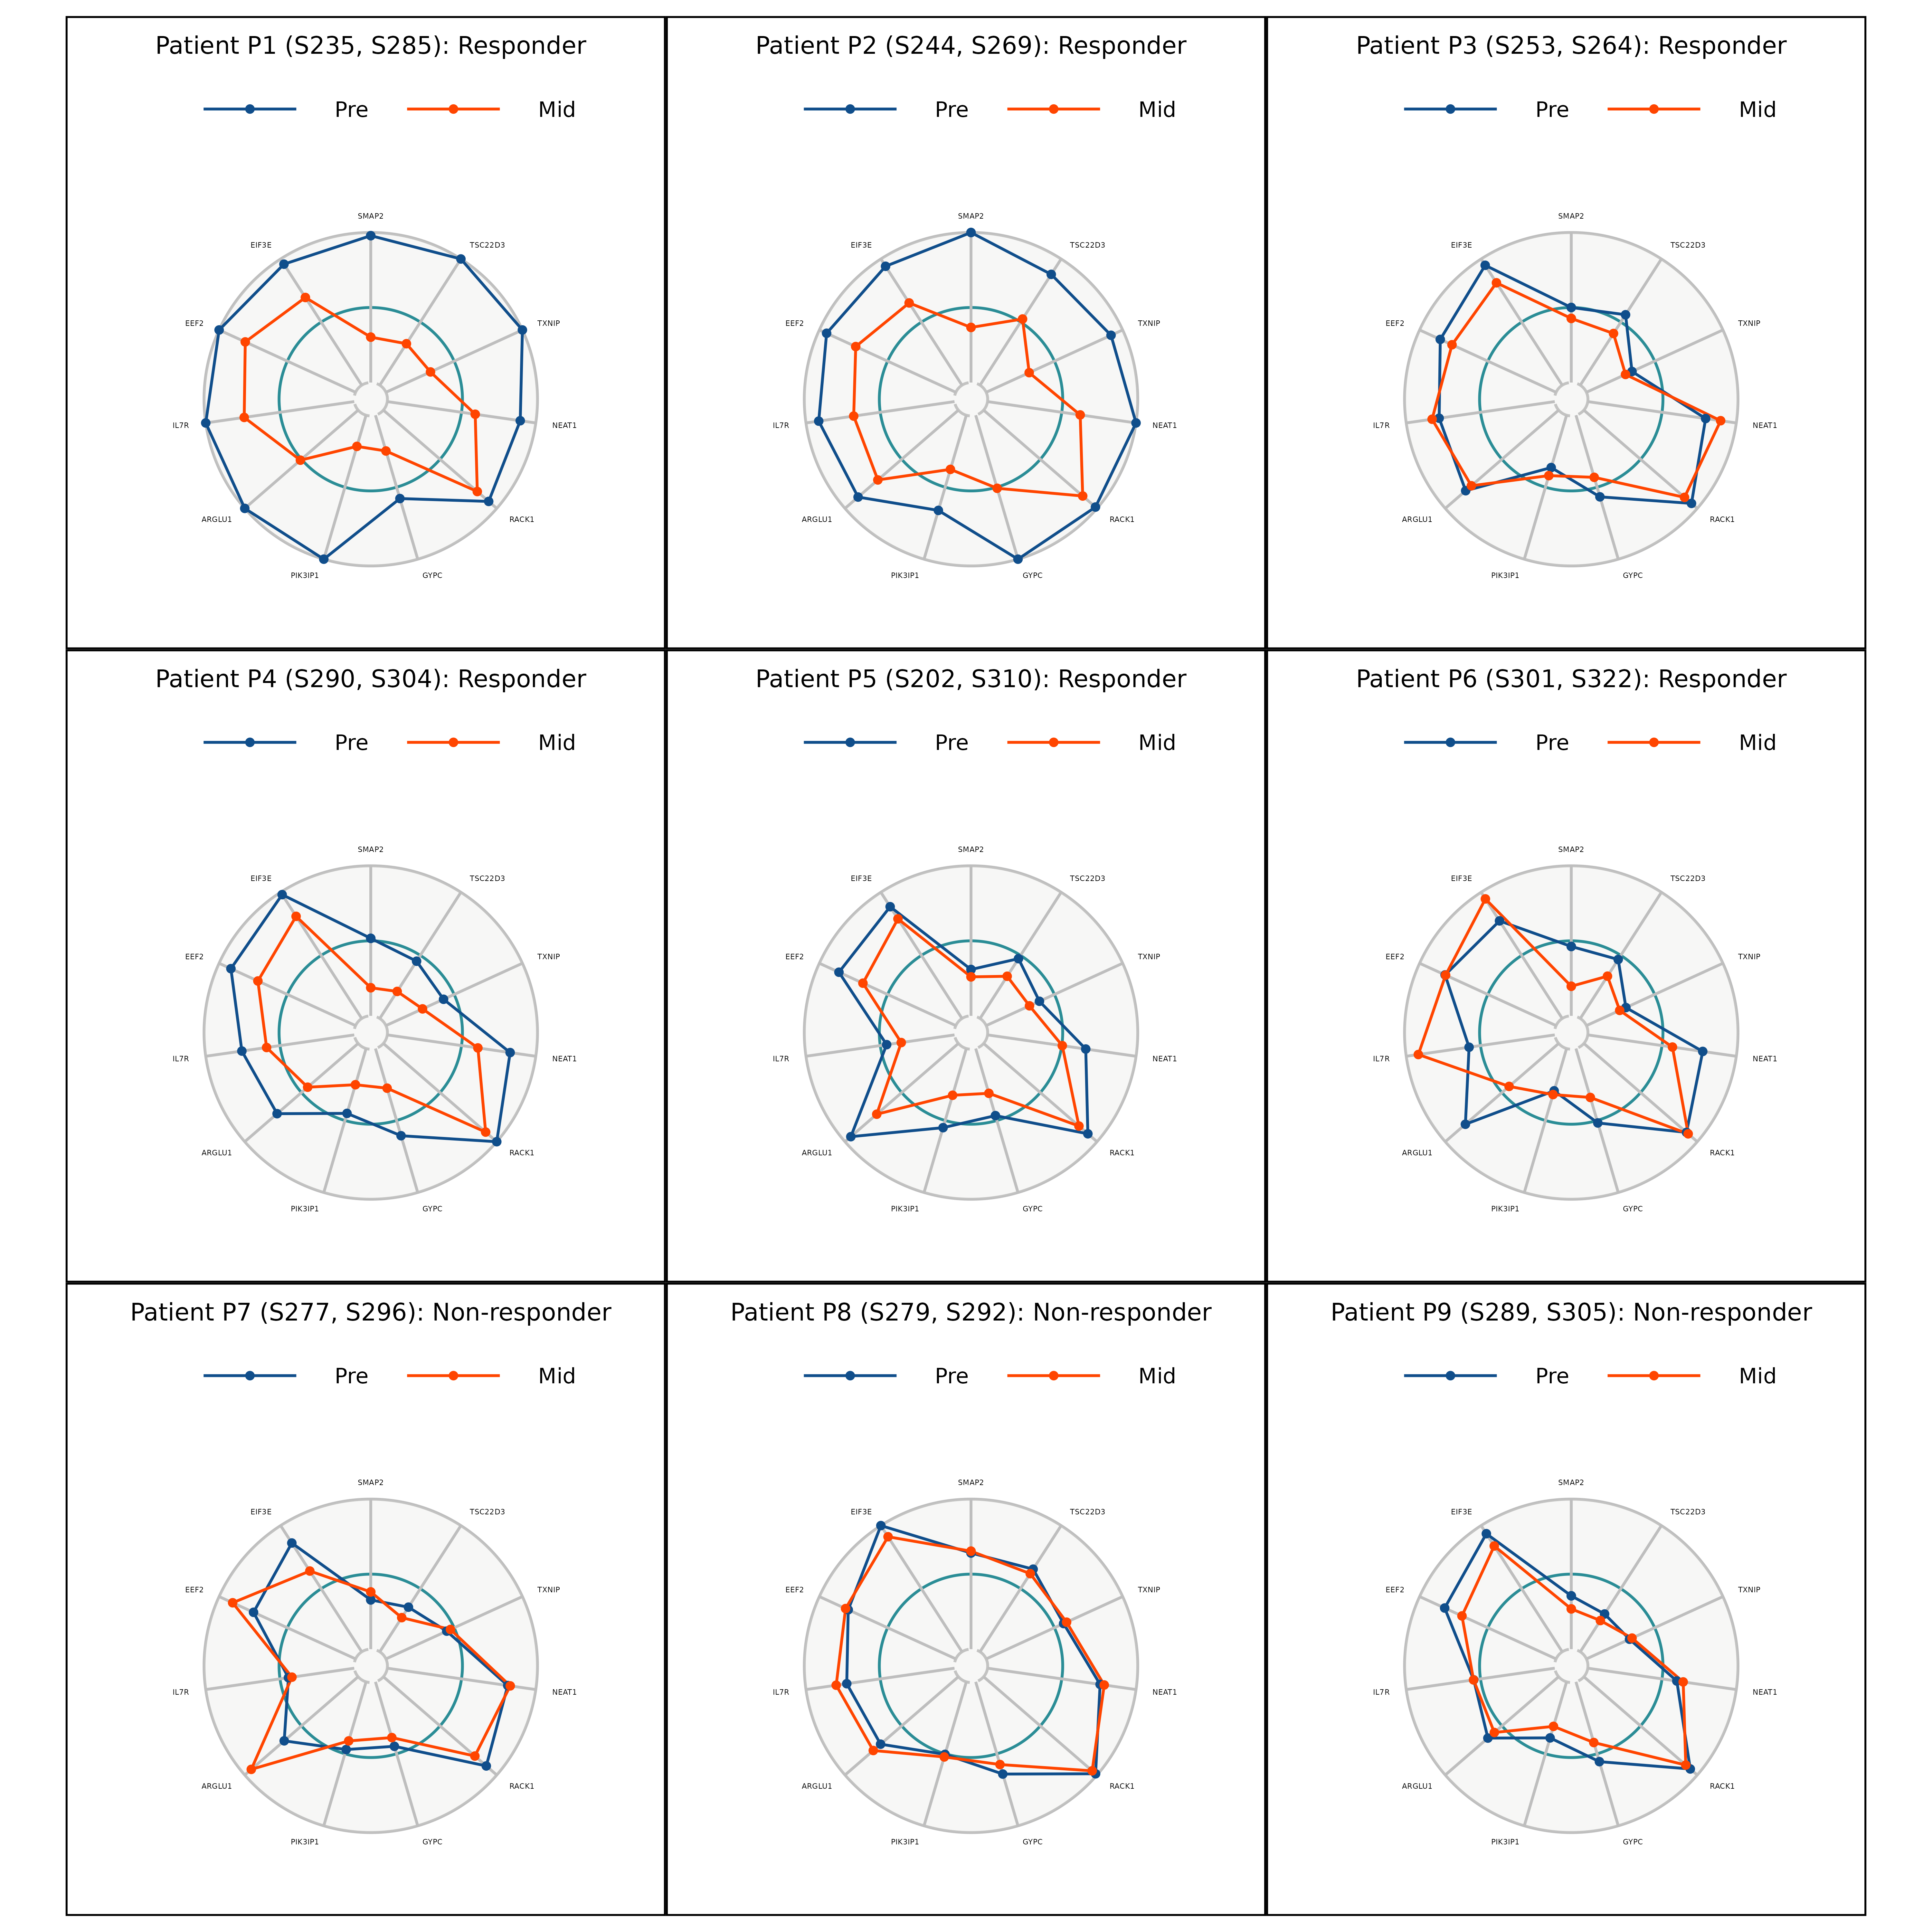 Patient P1 (S235, S285): Responder
Pre Mid
SMAP2
EIF3E TSC22D3
EEF2 TXNIP
IL7R NEAT1
ARGLU1 RACK1
PIK3IP1 GYPC
Patient P2 (S244, S269): Responder
Pre Mid
SMAP2
EIF3E TSC22D3
EEF2 TXNIP
IL7R NEAT1
ARGLU1 RACK1
PIK3IP1 GYPC
Patient P3 (S253, S264): Responder
Pre Mid
SMAP2
EIF3E TSC22D3
EEF2 TXNIP
IL7R NEAT1
ARGLU1 RACK1
PIK3IP1 GYPC
Patient P4 (S290, S304): Responder
Pre Mid
SMAP2
EIF3E TSC22D3
EEF2 TXNIP
IL7R NEAT1
ARGLU1 RACK1
PIK3IP1 GYPC
Patient P5 (S202, S310): Responder
Pre Mid
SMAP2
EIF3E TSC22D3
EEF2 TXNIP
IL7R NEAT1
ARGLU1 RACK1
PIK3IP1 GYPC
Patient P6 (S301, S322): Responder
Pre Mid
SMAP2
EIF3E TSC22D3
EEF2 TXNIP
IL7R NEAT1
ARGLU1 RACK1
PIK3IP1 GYPC
Patient P7 (S277, S296): Non-responder
Pre Mid
SMAP2
EIF3E TSC22D3
EEF2 TXNIP
IL7R NEAT1
ARGLU1 RACK1
PIK3IP1 GYPC
Patient P8 (S279, S292): Non-responder
Pre Mid
SMAP2
EIF3E TSC22D3
EEF2 TXNIP
IL7R NEAT1
ARGLU1 RACK1
PIK3IP1 GYPC
Patient P9 (S289, S305): Non-responder
Pre Mid
SMAP2
EIF3E TSC22D3
EEF2 TXNIP
IL7R NEAT1
ARGLU1 RACK1
PIK3IP1 GYPC